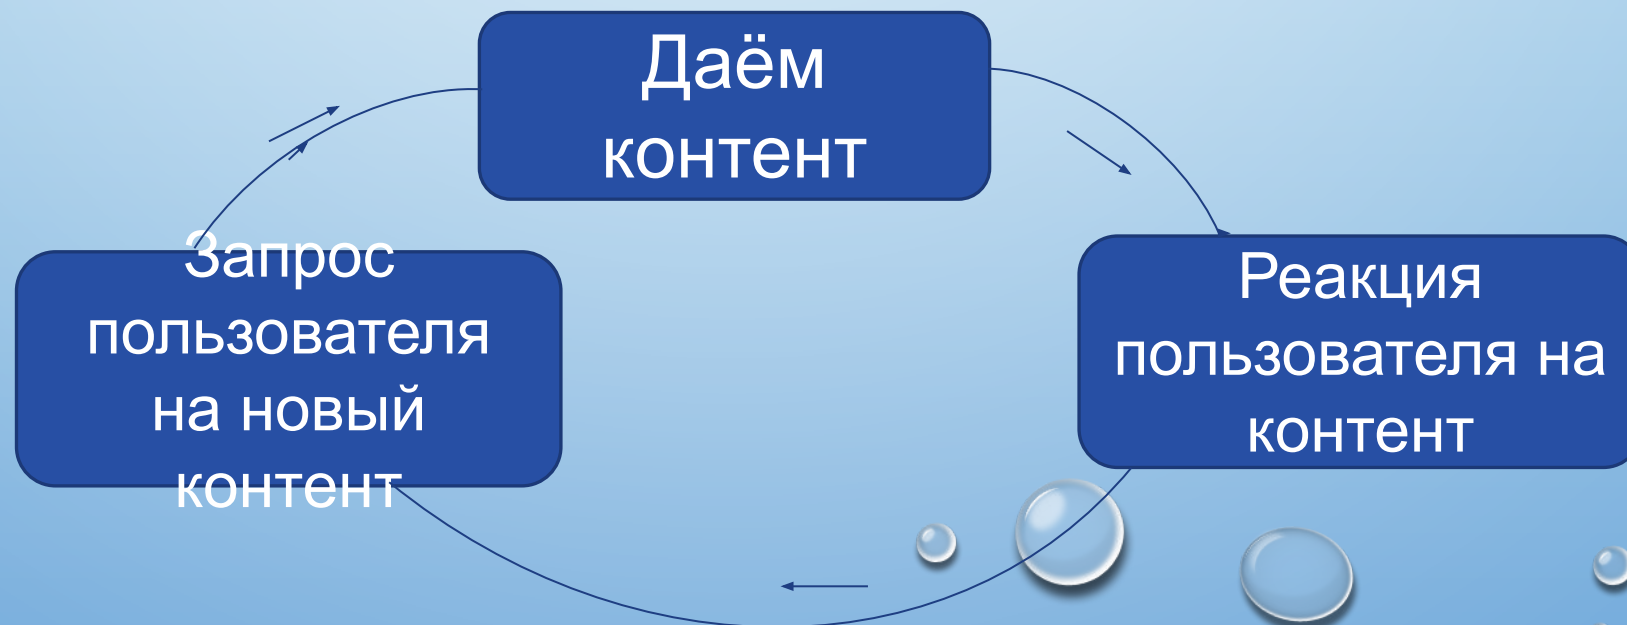 Даём
контент
Реакция
пользователя на
контент
Запрос
пользователя
на новый
контент